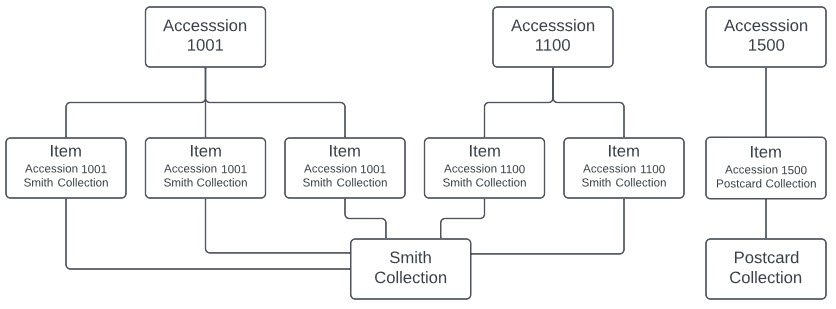 Accesssion
1001
Accesssion
1100
Accesssion
1500
Item
Accession 1001
Smith Collection
Item
Accession 1001
Smith Collection
Item
Accession 1001
Smith Collection
Item
Accession 1100
Smith Collection
Item
Accession 1100
Smith Collection
Item
Accession 1500
Postcard Collection
Smith
Collection
Postcard
Collection